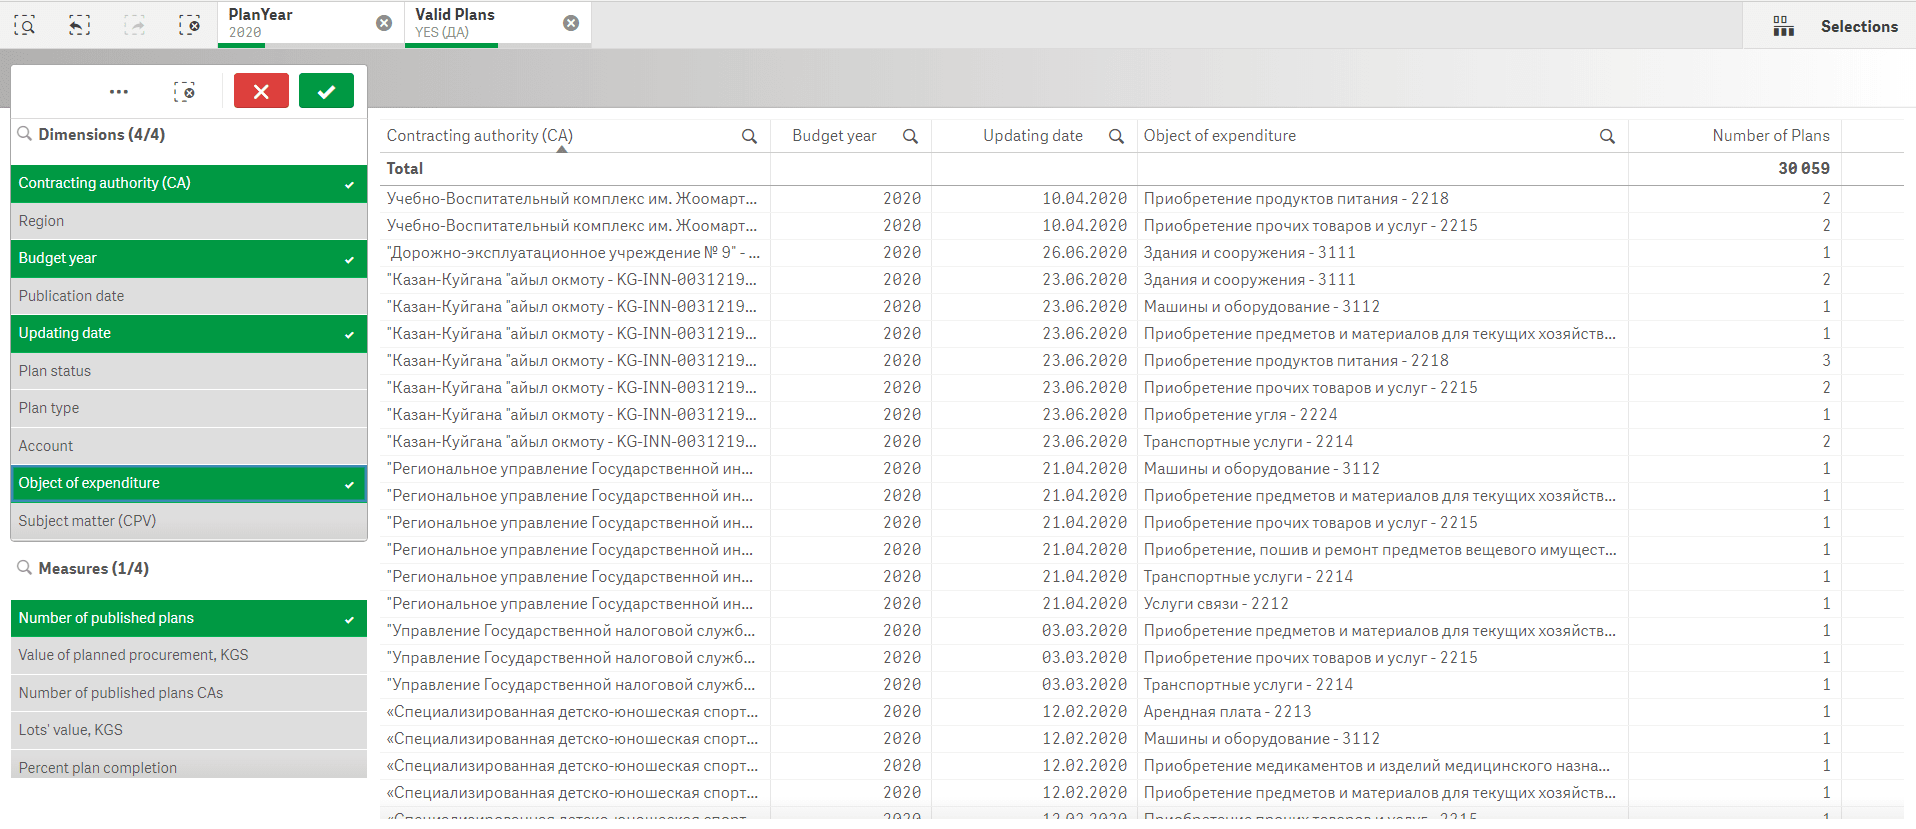 PlanYear
2020
Valid Plans
YES (ДА)
Selections
Dimensions (4/4)
Contracting authority (CA)
Region
Budget year
Publication date
Updating date
Plan status
Plan type
Account
Object of expenditure
Subject matter (CPV)
Measures (1/4)
Number of published plans
Value of planned procurement, KGS
Number of published plans CAs
Lots' value, KGS
Percent plan completion
Contracting authority (CA) Budget year Updating date Object of expenditure Number of Plans
Total 30 059
Учебно-Воспитательный комплекс им. Жоомарт... 2020 10.04.2020 Приобретение продуктов питания - 2218 2
Учебно-Воспитательный комплекс им. Жоомарт... 2020 10.04.2020 Приобретение прочих товаров и услуг - 2215 2
"Дорожно-эксплуатационное учреждение № 9" - ... 2020 26.06.2020 Здания и сооружения - 3111 1
"Казан-Куйгана "айыл окмоту - KG-INN-0031219... 2020 23.06.2020 Здания и сооружения - 3111 2
"Казан-Куйгана "айыл окмоту - KG-INN-0031219... 2020 23.06.2020 Машины и оборудование - 3112 1
"Казан-Куйгана "айыл окмоту - KG-INN-0031219... 2020 23.06.2020 Приобретение предметов и материалов для текущих хозяйств... 1
"Казан-Куйгана "айыл окмоту - KG-INN-0031219... 2020 23.06.2020 Приобретение продуктов питания - 2218 3
"Казан-Куйгана "айыл окмоту - KG-INN-0031219... 2020 23.06.2020 Приобретение прочих товаров и услуг - 2215 2
"Казан-Куйгана "айыл окмоту - KG-INN-0031219... 2020 23.06.2020 Приобретение угля - 2224 1
"Казан-Куйгана "айыл окмоту - KG-INN-0031219... 2020 23.06.2020 Транспортные услуги - 2214 2
"Региональное управление Государственной ин... 2020 21.04.2020 Машины и оборудование - 3112 1
"Региональное управление Государственной ин... 2020 21.04.2020 Приобретение предметов и материалов для текущих хозяйств... 1
"Региональное управление Государственной ин... 2020 21.04.2020 Приобретение прочих товаров и услуг - 2215 1
"Региональное управление Государственной ин... 2020 21.04.2020 Приобретение, пошив и ремонт предметов вещевого имущест... 1
"Региональное управление Государственной ин... 2020 21.04.2020 Транспортные услуги - 2214 1
"Региональное управление Государственной ин... 2020 21.04.2020 Услуги связи - 2212 1
"Управление Государственной налоговой служб... 2020 03.03.2020 Приобретение предметов и материалов для текущих хозяйств... 1
"Управление Государственной налоговой служб... 2020 03.03.2020 Приобретение прочих товаров и услуг - 2215 1
"Управление Государственной налоговой служб... 2020 03.03.2020 Транспортные услуги - 2214 1
«Специализированная детско-юношеская спорт... 2020 12.02.2020 Арендная плата - 2213 1
«Специализированная детско-юношеская спорт... 2020 12.02.2020 Машины и оборудование - 3112 1
«Специализированная детско-юношеская спорт... 2020 12.02.2020 Приобретение медикаментов и изделий медицинского назна... 1
«Специализированная детско-юношеская спорт... 2020 12.02.2020 Приобретение предметов и материалов для текущих хозяйств... 1
«Специализированная детско-юношеская спорт... 2020 12.02.2020 Приобретение прочих товаров и услуг - 2215 1